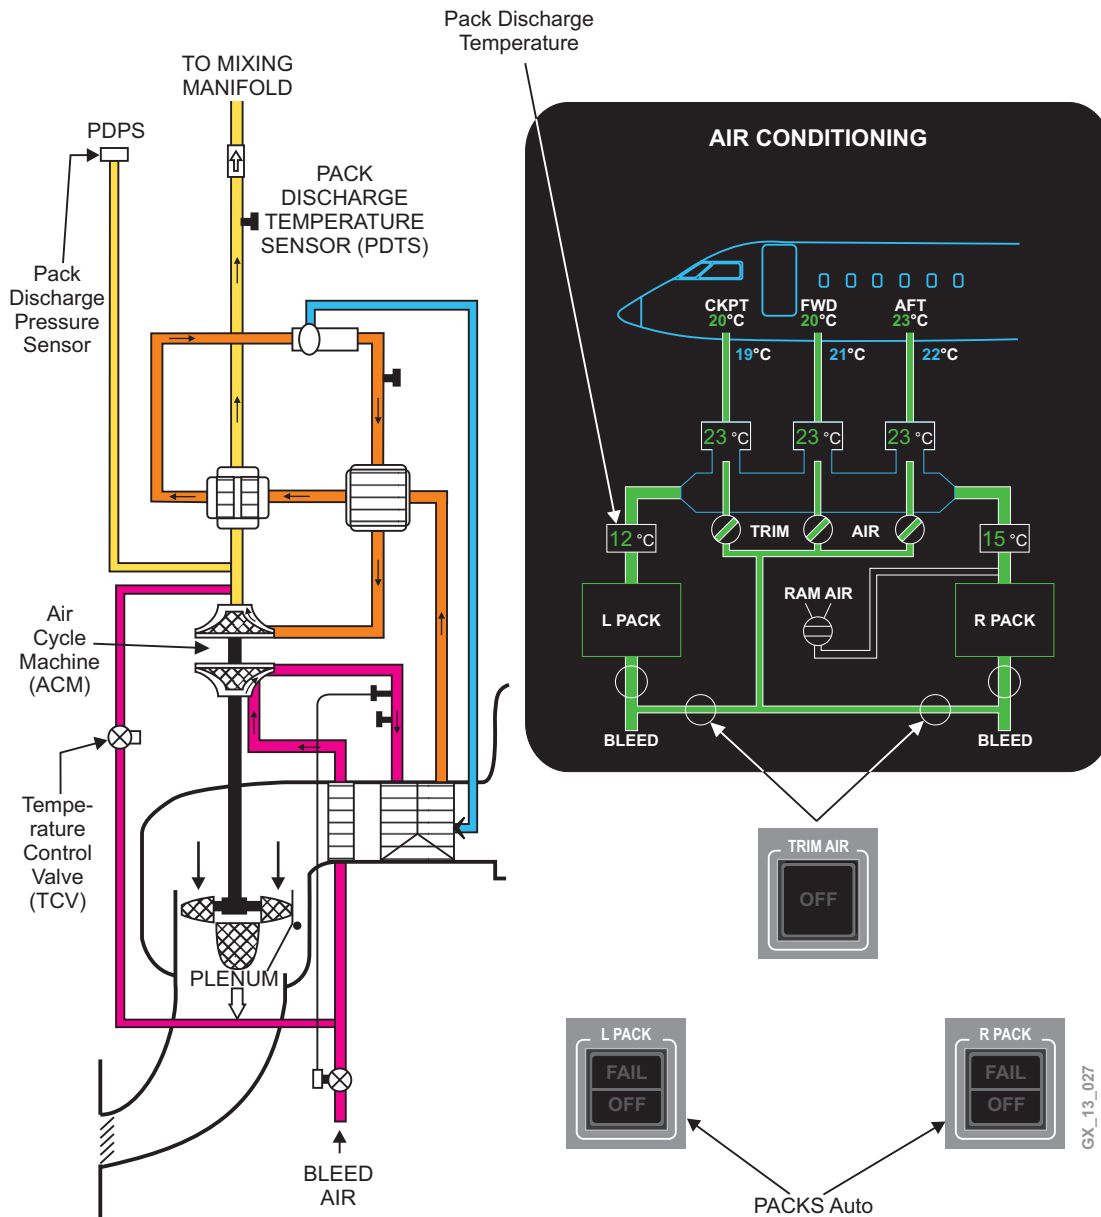 Pack Discharge
Temperature
TO MIXING
MANIFOLD
PDPS
PACK
DISCHARGE
TEMPERATURE
SENSOR (PDTS)
Pack
Discharge
Pressure
Sensor
Air
Cycle
Machine
(ACM)
Tempe-
rature
Control
Valve
(TCV)
PLENUM
BLEED
AIR
AIR CONDITIONING
CKPT FWD AFT
20°C 20°C 23°C
19°C 21°C 22°C
23 °C 23 °C 23 °C
12 °C TRIM AIR 15 °C
RAM AIR
L PACK R PACK
BLEED BLEED
TRIM AIR
OFF
L PACK
FAIL
OFF
R PACK
FAIL
OFF
PACKS Auto
GX_13_027